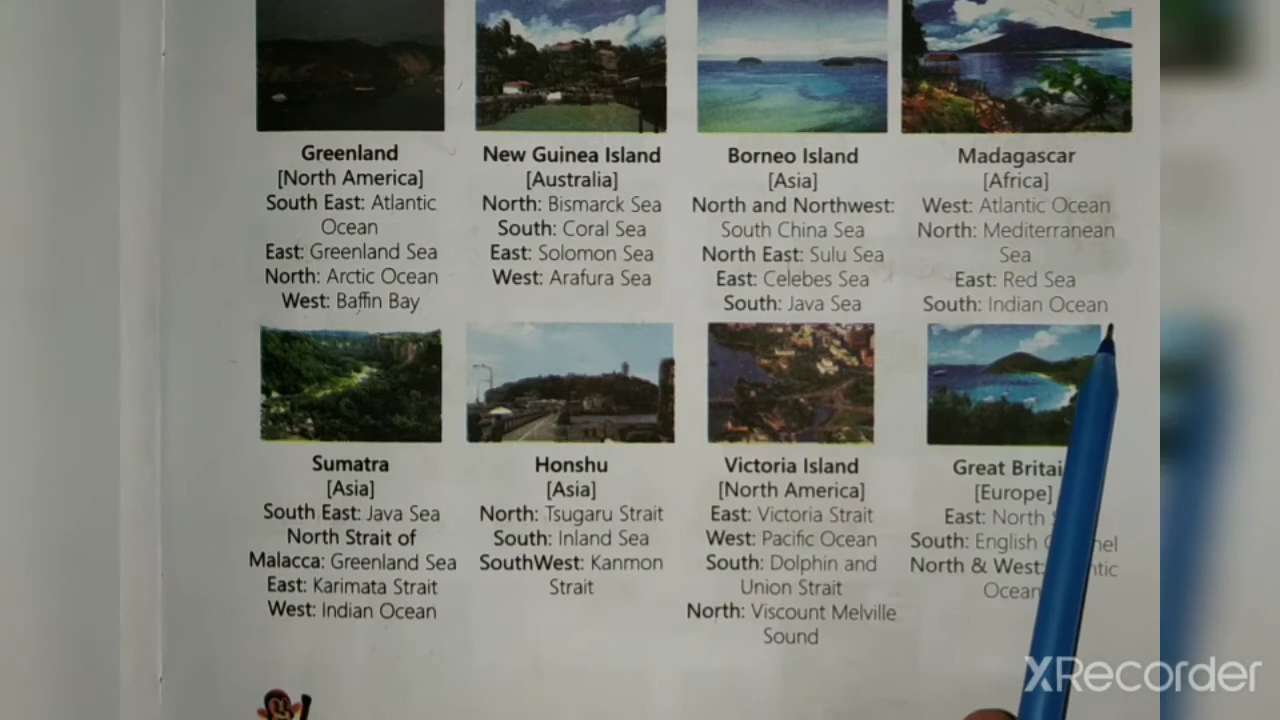 Greenland
[North America]
South East: Atlantic
Ocean
East: Greenland Sea
North: Arctic Ocean
West: Baffin Bay
New Guinea Island
[Australia]
North: Bismarck Sea
South: Coral Sea
East: Solomon Sea
West: Arafura Sea
Borneo Island
[Asia]
North and Northwest:
South China Sea
North East: Sulu Sea
East: Celebes Sea
South: Java Sea
Madagascar
[Africa]
West: Atlantic Ocean
North: Mediterranean
Sea
East: Red Sea
South: Indian Ocean
Sumatra
[Asia]
South East: Java Sea
North Strait of
Malacca: Greenland Sea
East: Karimata Strait
West: Indian Ocean
Honshu
[Asia]
North: Tsugaru Strait
South: Inland Sea
SouthWest: Kanmon
Strait
Victoria Island
[North America]
East: Victoria Strait
West: Pacific Ocean
South: Dolphin and
Union Strait
North: Viscount Melville
Sound
Great
[Europe]
East: North
South: English
North & West:
Ocean
XRecorder